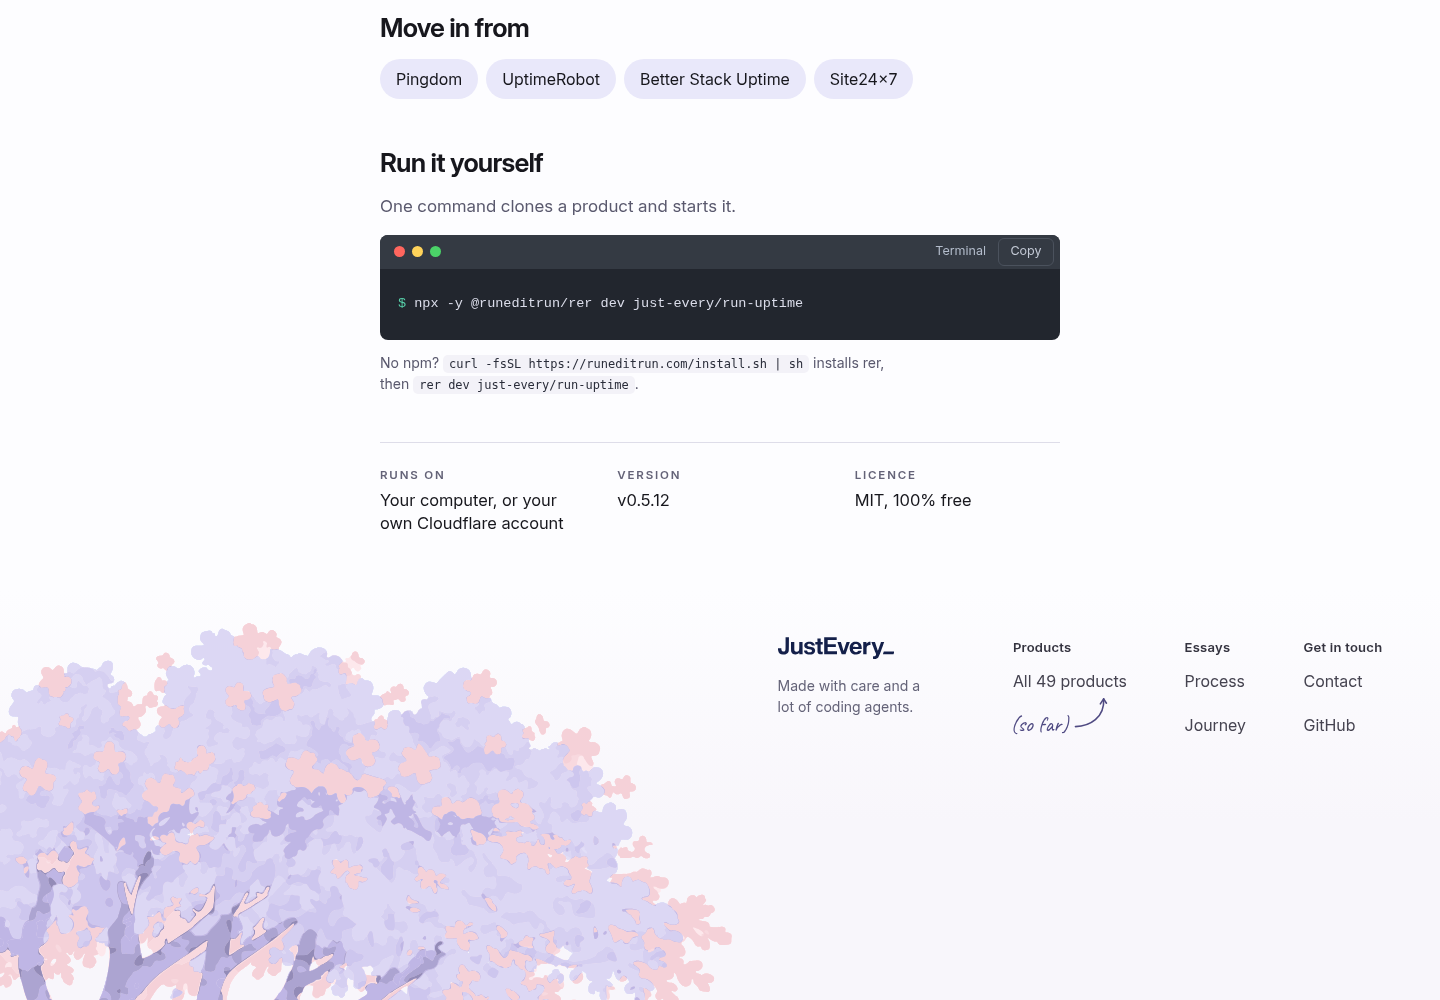 Move in from
Pingdom UptimeRobot Better Stack Uptime Site24×7
Run it yourself
One command clones a product and starts it.
Terminal Copy
$ npx -y @runeditrun/rer dev just-every/run-uptime
No npm? curl -fsSL https://runeditrun.com/install.sh | sh installs rer,
then rer dev just-every/run-uptime.
RUNS ON
Your computer, or your
own Cloudflare account
VERSION
v0.5.12
LICENCE
MIT, 100% free
JustEvery_
Made with care and a
lot of coding agents.
Products
All 49 products
(so far)
Essays
Process
Journey
Get in touch
Contact
GitHub